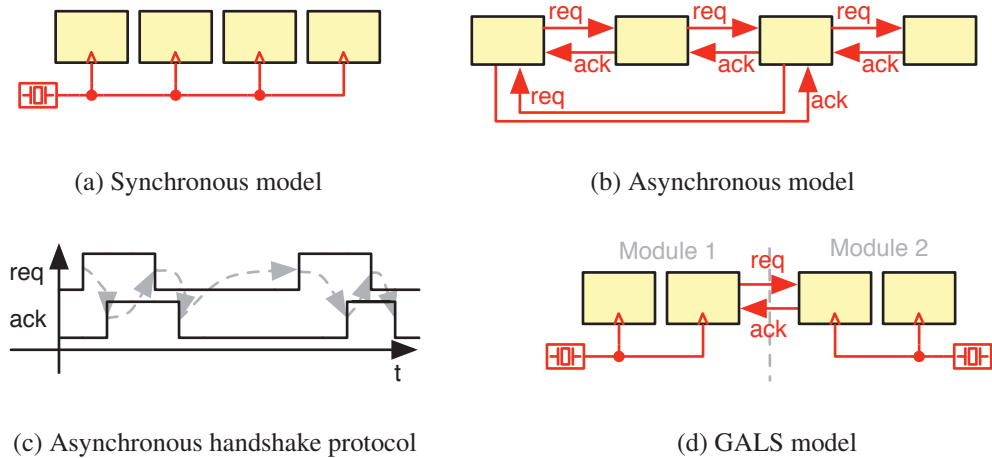 req req req
ack ack ack
req ack
(a) Synchronous model
(b) Asynchronous model
req
ack
t
(c) Asynchronous handshake protocol
Module 1 Module 2
req
ack
(d) GALS model